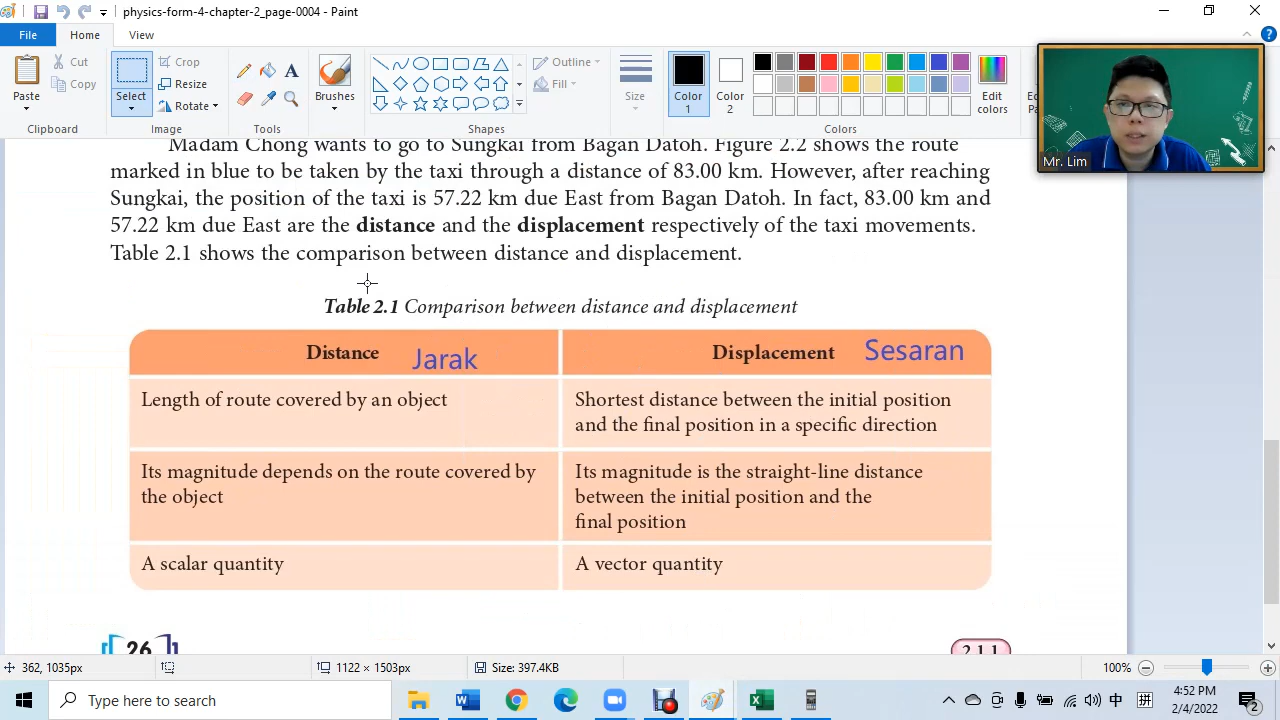 physics-form-4-chapter-2_page-0004 - Paint
File Home View
Paste
Cut
Copy
Clipboard
Select
Crop
Resize
Rotate
Image
Tools
Brushes
Shapes
Outline
Fill
Size
Color 1
Color 2
Edit colors
Colors
Mr. Lim
Madam Chong wants to go to Sungkai from Bagan Datoh. Figure 2.2 shows the route
marked in blue to be taken by the taxi through a distance of 83.00 km. However, after reaching
Sungkai, the position of the taxi is 57.22 km due East from Bagan Datoh. In fact, 83.00 km and
57.22 km due East are the distance and the displacement respectively of the taxi movements.
Table 2.1 shows the comparison between distance and displacement.
Table 2.1 Comparison between distance and displacement
Distance Jarak
Displacement Sesaran
Length of route covered by an object
Shortest distance between the initial position
and the final position in a specific direction
Its magnitude depends on the route covered by
the object
Its magnitude is the straight-line distance
between the initial position and the
final position
A scalar quantity
A vector quantity
26
2.1.1
362, 1035px
1122 × 1503px
Size: 397.4KB
100%
Type here to search
中
拼
4:52 PM
2/4/2022
2